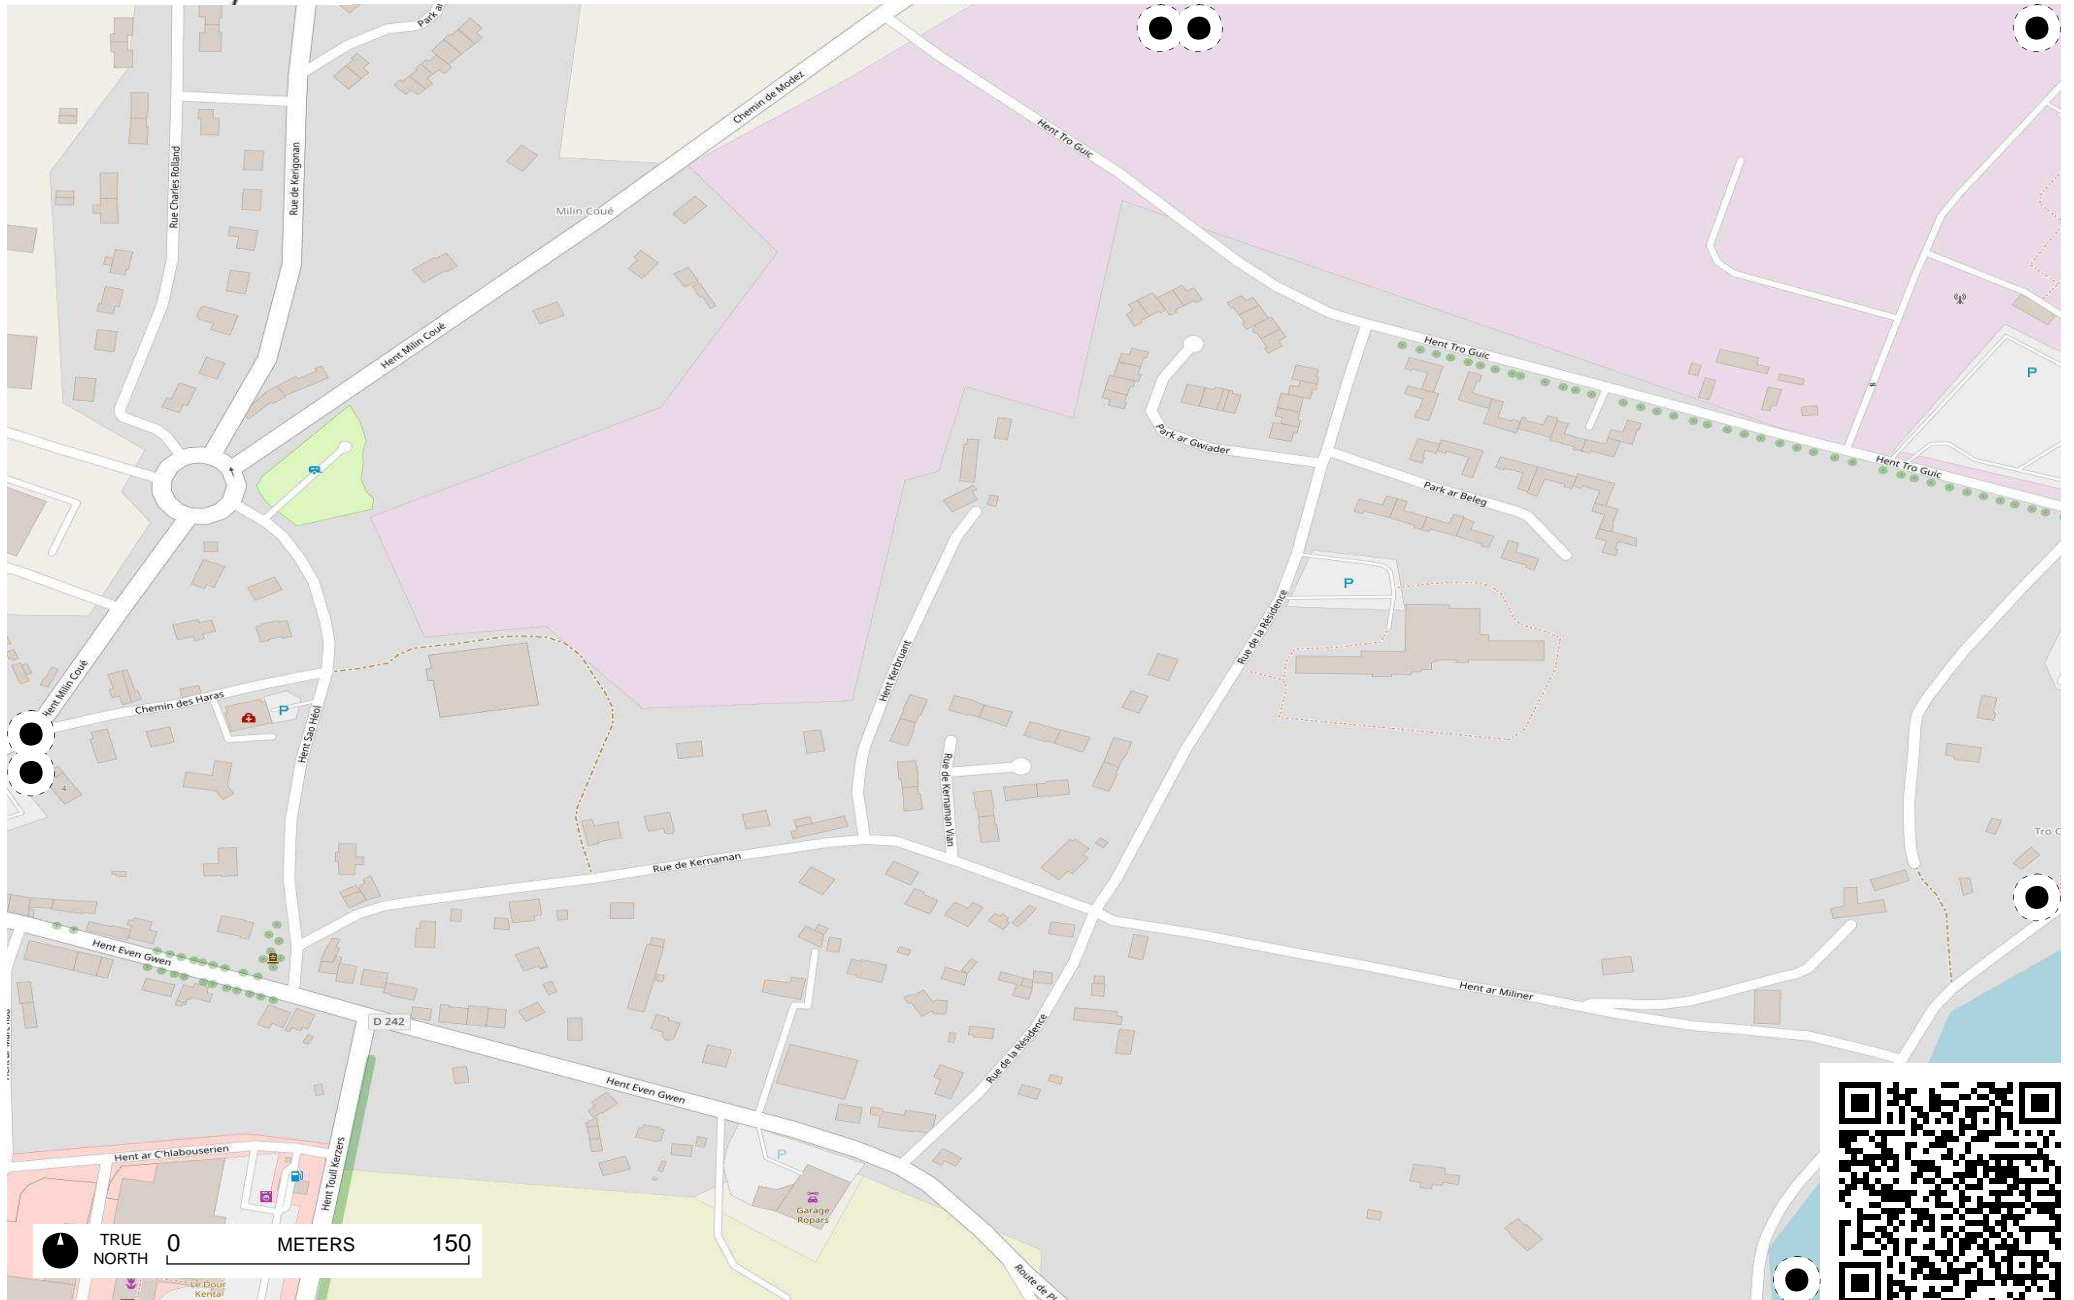 Chemin de Modez
Hent Tro Guic
Rue Charles Rolland
Rue de Kerigonan
Milin Coué
Hent Milin Coué
Hent Tro Guic
P
Park ar Gwiader
Hent Tro Guic
Park ar Beleg
P
Rue de la Résidence
Hent Kerbruant
Hent Milin Coué
Chemin des Haras
P
Hent Sao Héol
4
Rue de Kernaman Vian
Rue de Kernaman
Hent Even Gwen
Hent ar Miliner
D 242
Rue de la Résidence
Hent Even Gwen
Hent ar C'hlabouserien
Hent Toull Kerzers
P
Garage
Ropars
TRUE
NORTH
0 METERS 150
Le Dour
Kenta